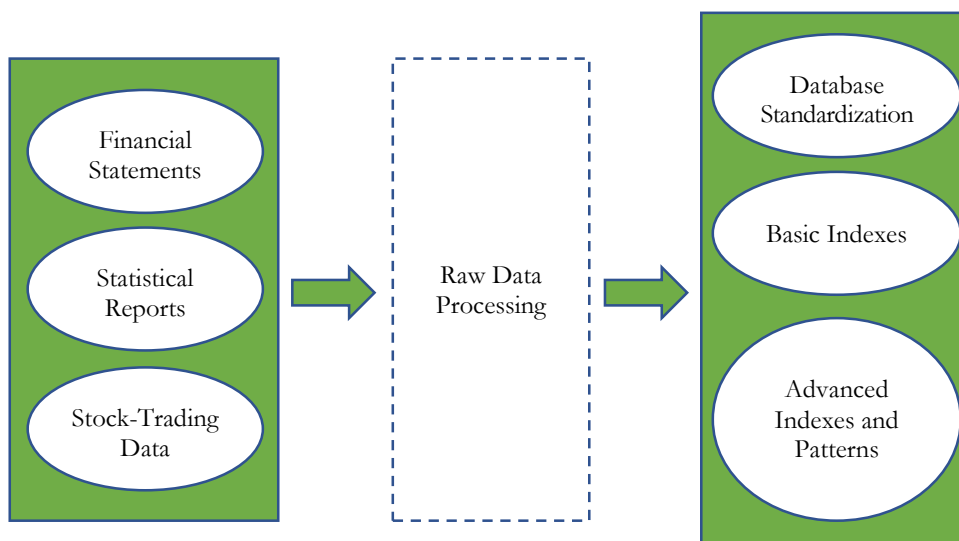 Financial
Statements
Statistical
Reports
Stock-Trading
Data
Raw Data
Processing
Database
Standardization
Basic Indexes
Advanced
Indexes and
Patterns